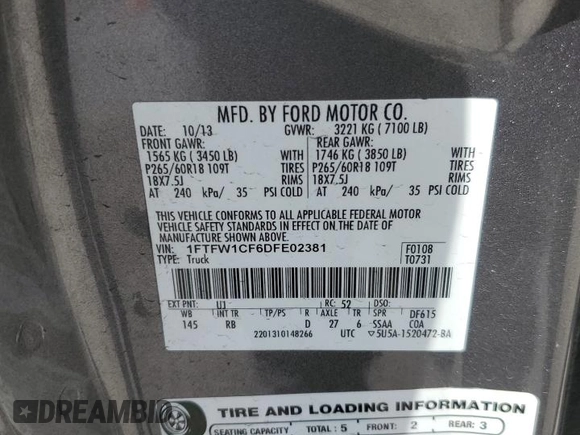 MFD. BY FORD MOTOR CO.
DATE: 10/13 GVWR: 3221 KG ( 7100 LB)
FRONT GAWR: REAR GAWR:
1565 KG ( 3450 LB) WITH 1746 KG ( 3850 LB) WITH
P265/60R18 109T TIRES P265/60R18 109T TIRES
18X7.5J RIMS 18X7.5J RIMS
AT 240 kPa/ 35 PSI COLD AT 240 kPa/ 35 PSI COLD
THIS VEHICLE CONFORMS TO ALL APPLICABLE FEDERAL MOTOR
VEHICLE SAFETY STANDARDS IN EFFECT ON THE DATE OF
MANUFACTURE SHOWN ABOVE.
VIN: 1FTFW1CF6DFE02381 F0108
TYPE: Truck T0731
EXT PNT: U1 RC: 52 DSO:
WB INT TR TP/PS R AXLE TR SPR DF615
145 RB D 27 6 SSAA COA
2201310148266 UTC ▽5U5A-1520472-BA
TIRE AND LOADING INFORMATION
SEATING CAPACITY TOTAL : 5 FRONT: 2 REAR: 3
DREAMBID